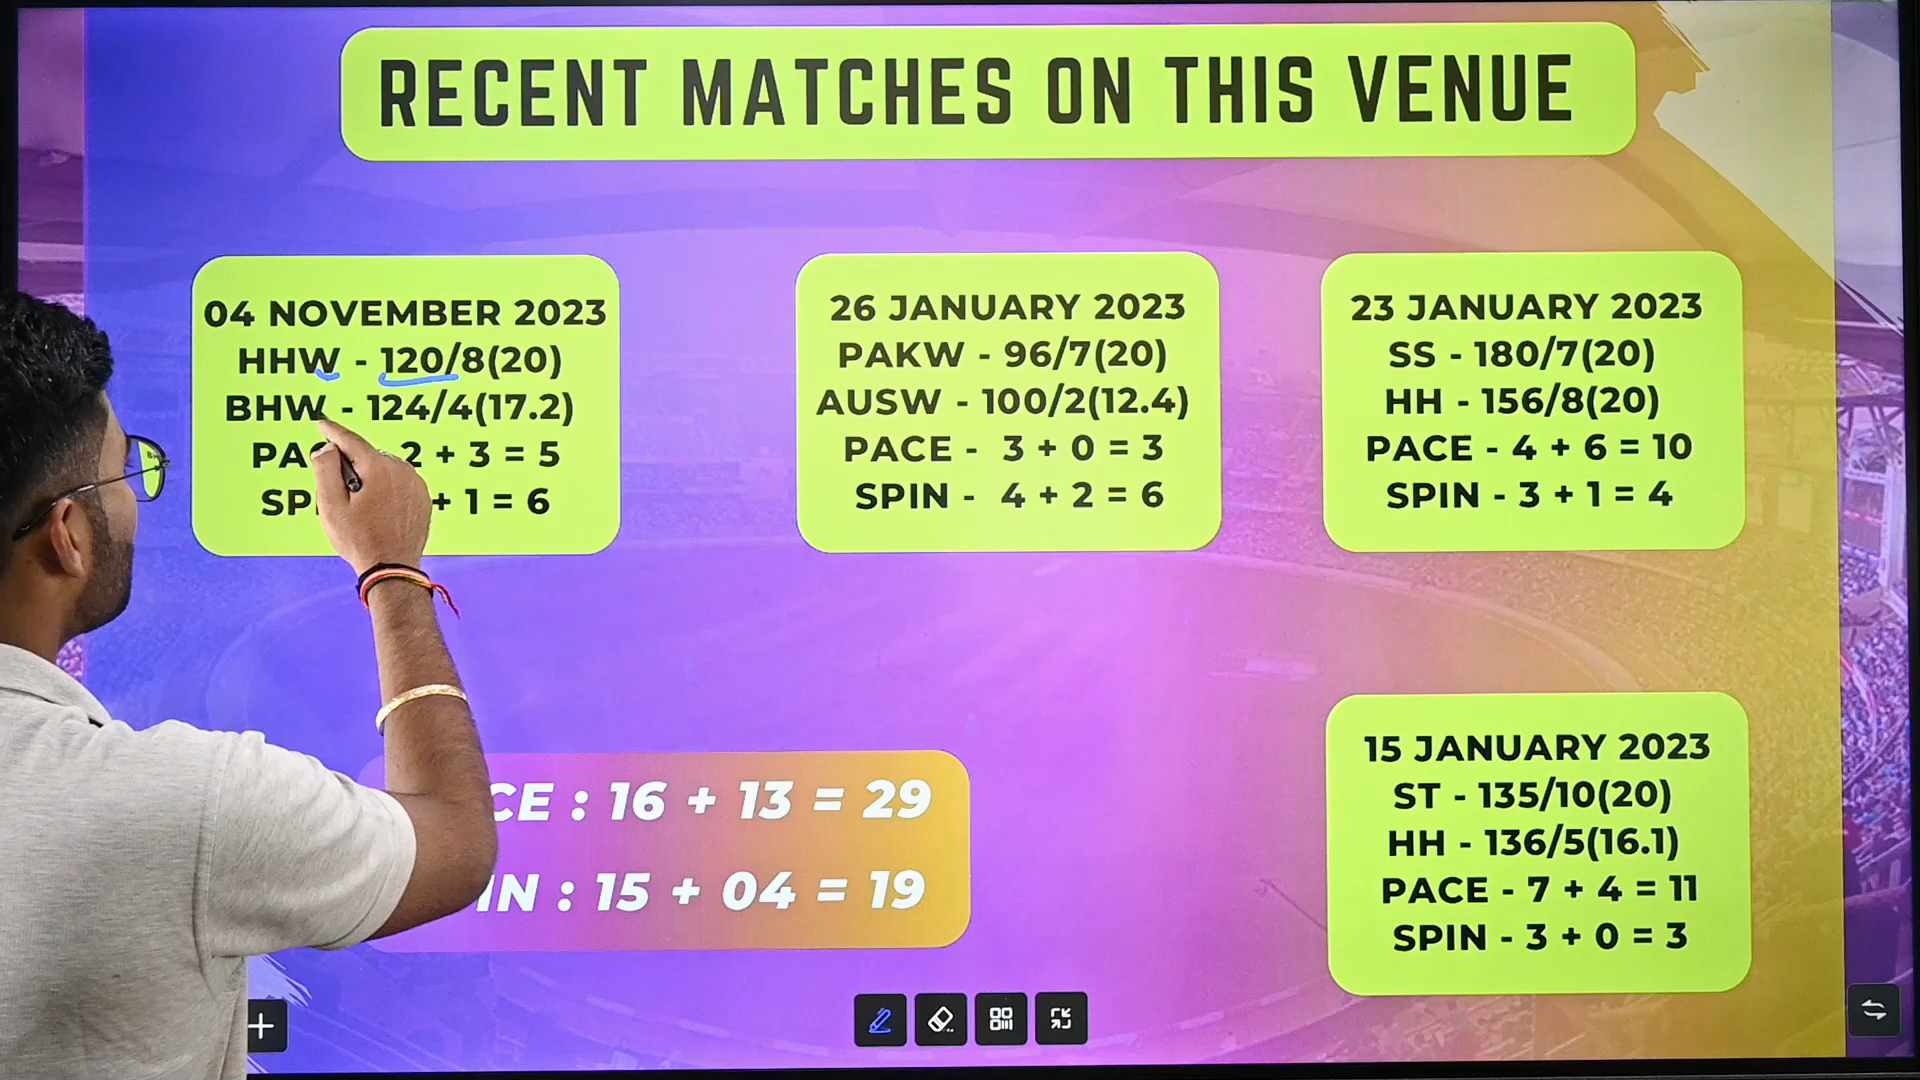 RECENT MATCHES ON THIS VENUE
04 NOVEMBER 2023
HHW - 120/8(20)
BHW - 124/4(17.2)
2 + 3 = 5
+ 1 = 6
26 JANUARY 2023
PAKW - 96/7(20)
AUSW - 100/2(12.4)
PACE - 3 + 0 = 3
SPIN - 4 + 2 = 6
23 JANUARY 2023
SS - 180/7(20)
HH - 156/8(20)
PACE - 4 + 6 = 10
SPIN - 3 + 1 = 4
: 16 + 13 = 29
: 15 + 04 = 19
15 JANUARY 2023
ST - 135/10(20)
HH - 136/5(16.1)
PACE - 7 + 4 = 11
SPIN - 3 + 0 = 3